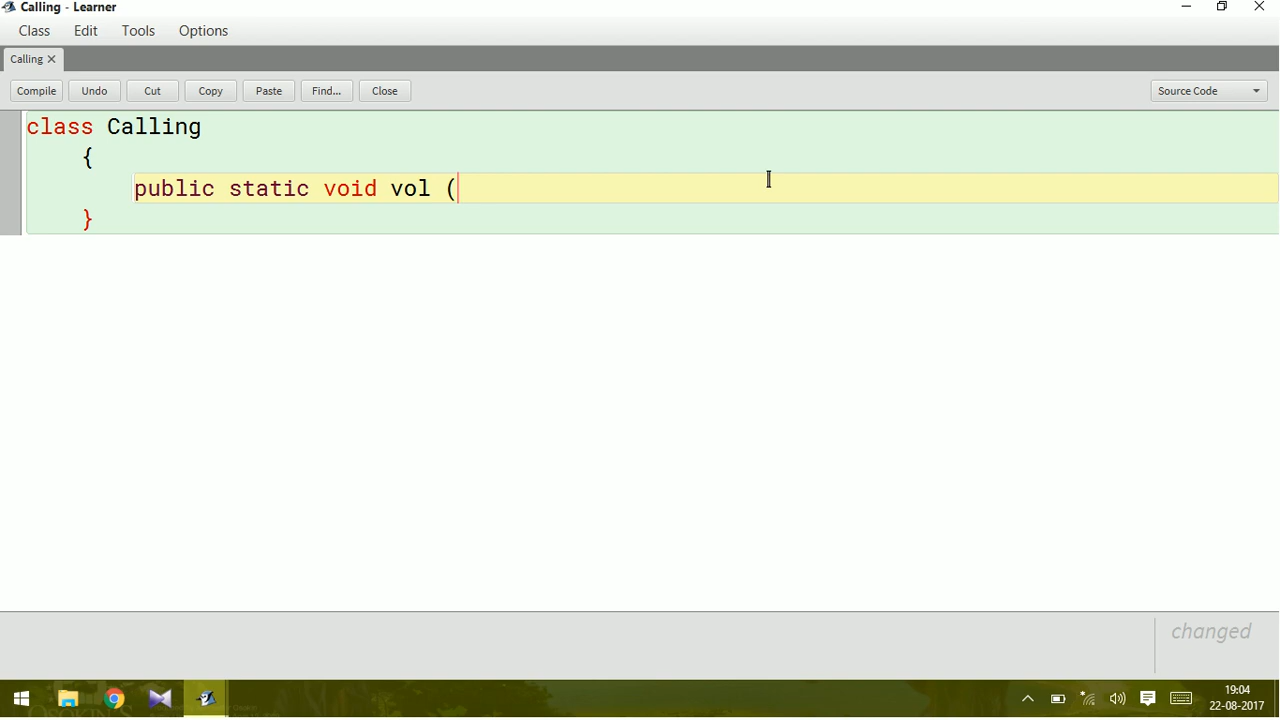 Calling - Learner
Class Edit Tools Options
Calling
Compile Undo Cut Copy Paste Find... Close Source Code
class Calling
{
public static void vol (
}
changed
19:04
22-08-2017